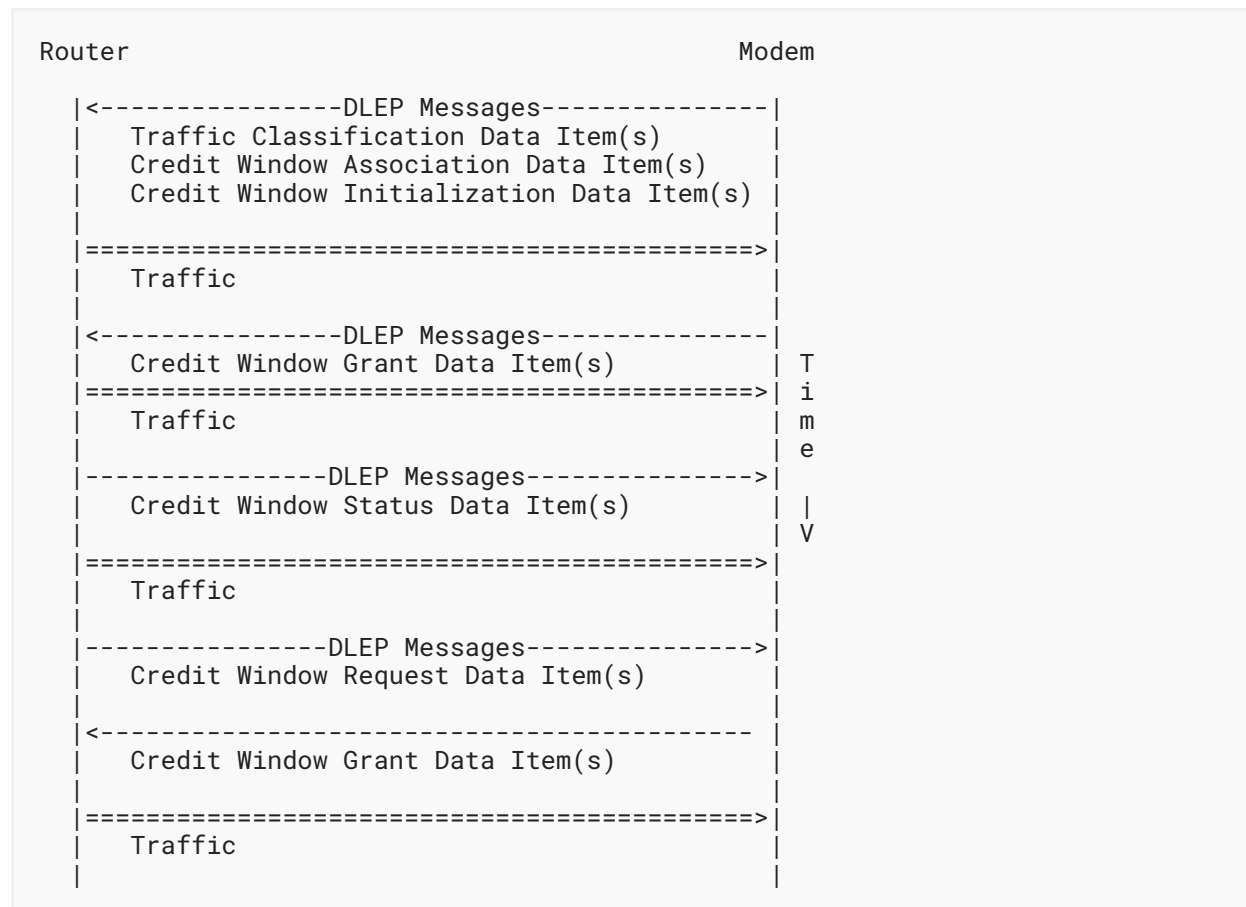 Router                                        Modem
  |<----------------DLEP Messages---------------|
  |   Traffic Classification Data Item(s)       |
  |   Credit Window Association Data Item(s)    |
  |   Credit Window Initialization Data Item(s) |
  |                                             |
  |============================================>|
  |   Traffic                                   |
  |                                             |
  |<----------------DLEP Messages---------------|
  |   Credit Window Grant Data Item(s)          | T
  |============================================>| i
  |   Traffic                                   | m
  |                                             | e
  |----------------DLEP Messages--------------->|
  |   Credit Window Status Data Item(s)         | |
  |                                             | V
  |============================================>|
  |   Traffic                                   |
  |                                             |
  |----------------DLEP Messages--------------->|
  |   Credit Window Request Data Item(s)        |
  |                                             |
  |<------------------------------------------- |
  |   Credit Window Grant Data Item(s)          |
  |                                             |
  |============================================>|
  |   Traffic                                   |
  |                                             |